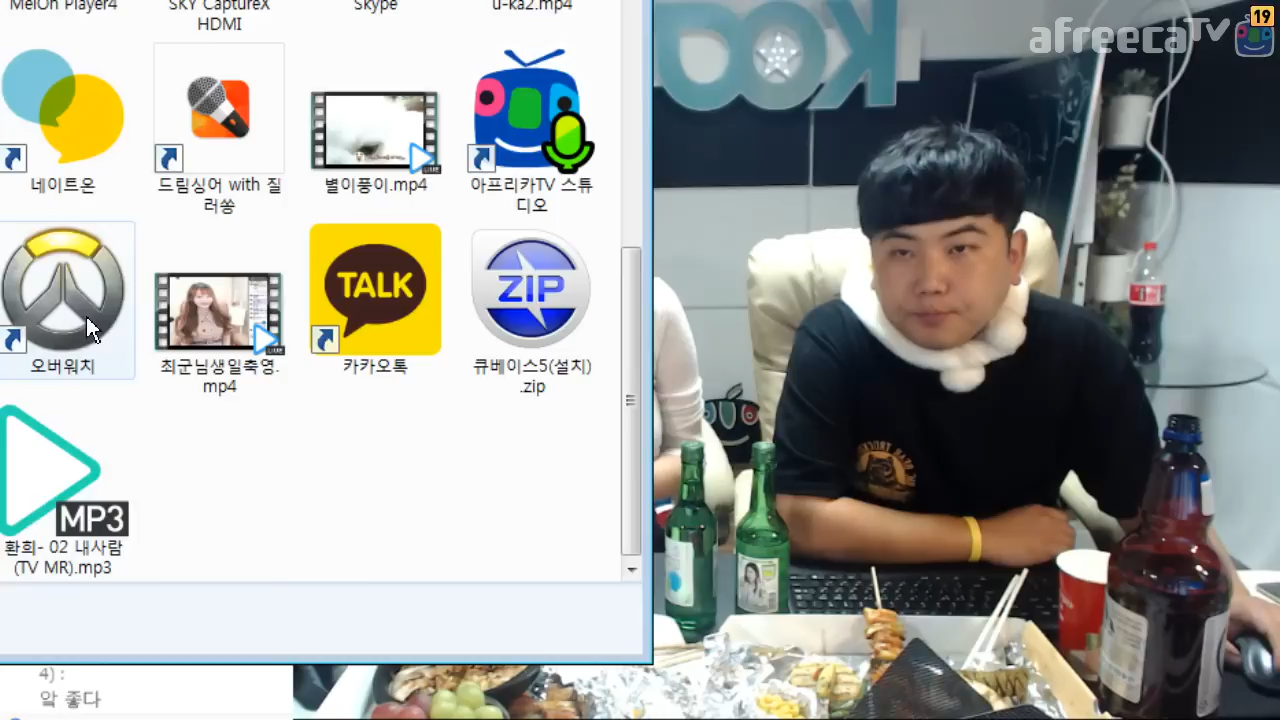 MelOn Player4
SKY CaptureX
HDMI
Skype
u-ka2.mp4
네이트온
드림싱어 with 질
러쏭
LIVE
별이풍이.mp4
아프리카TV 스튜
디오
오버워치
LIVE
최군님생일축영.
mp4
TALK
카카오톡
ZIP
큐베이스5(설치)
.zip
MP3
환희- 02 내사람
(TV MR).mp3
4) :
앜 좋다
afreecaTV
19
KOO